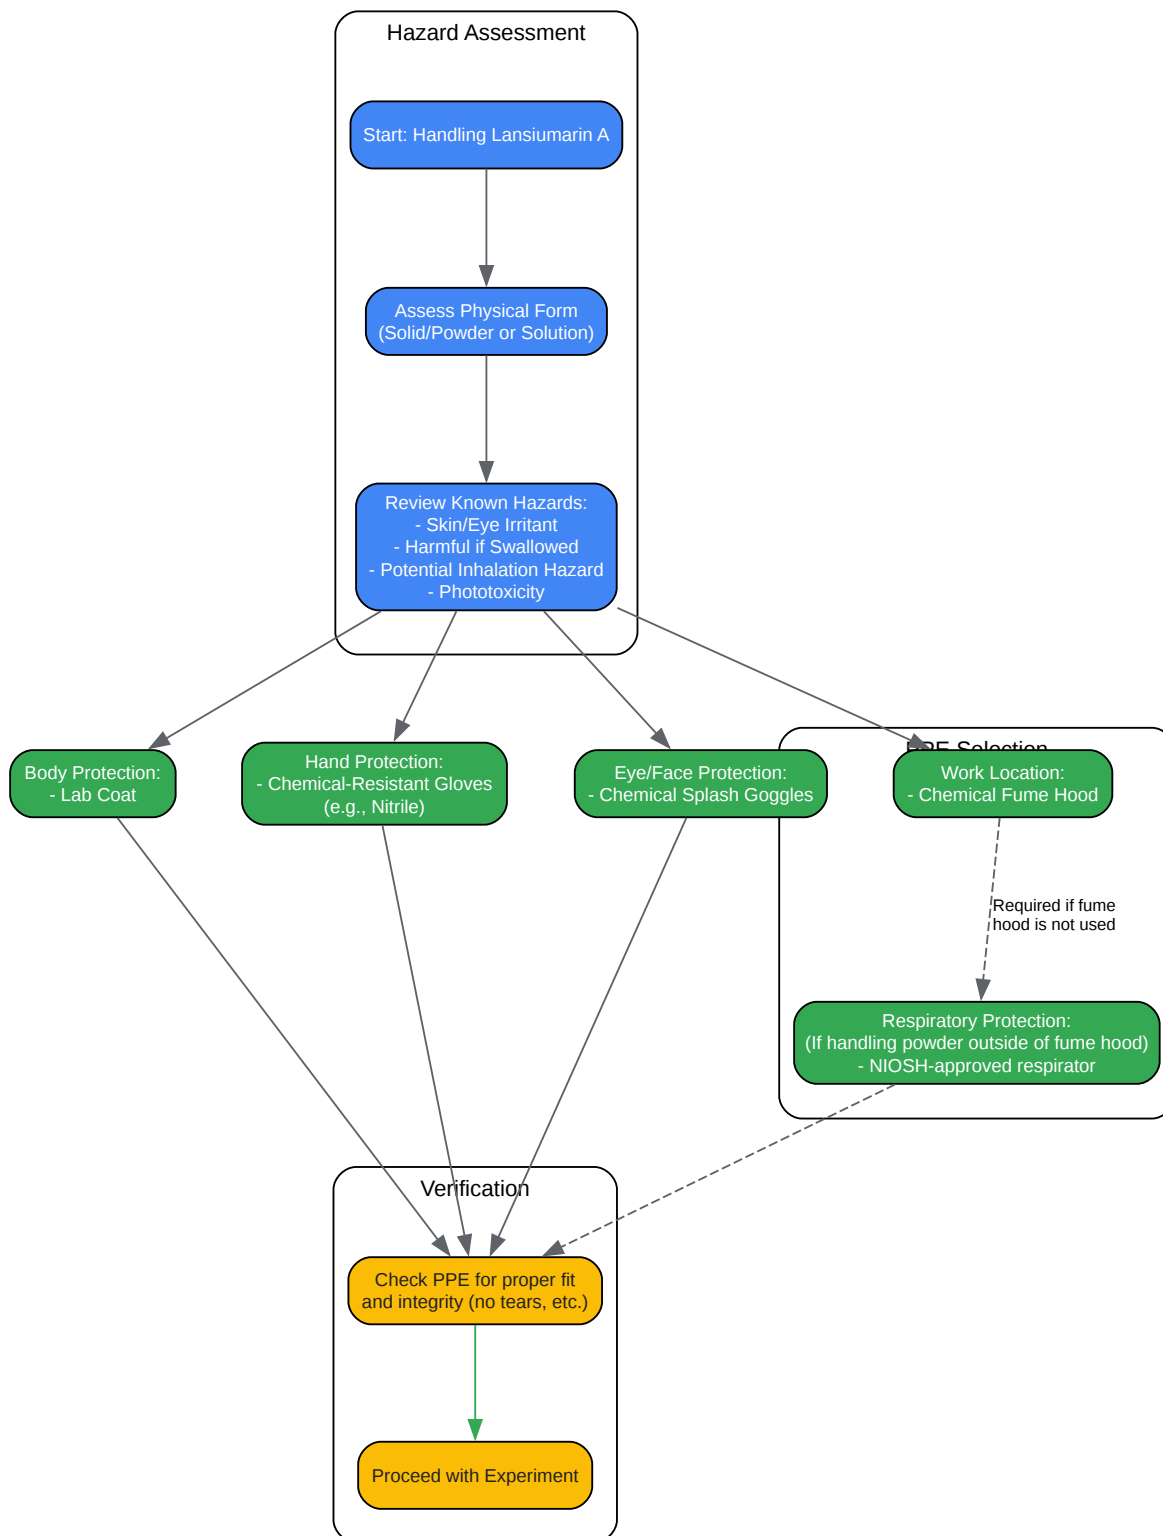 Hazard Assessment
Start: Handling Lansiumarin A
Assess Physical Form
(Solid/Powder or Solution)
Review Known Hazards:
- Skin/Eye Irritant
- Harmful if Swallowed
- Potential Inhalation Hazard
- Phototoxicity
PPE Selection
Body Protection:
- Lab Coat
Hand Protection:
- Chemical-Resistant Gloves
(e.g., Nitrile)
Eye/Face Protection:
- Chemical Splash Goggles
Work Location:
- Chemical Fume Hood
Required if fume
hood is not used
Respiratory Protection:
(If handling powder outside of fume hood)
- NIOSH-approved respirator
Verification
Check PPE for proper fit
and integrity (no tears, etc.)
Proceed with Experiment